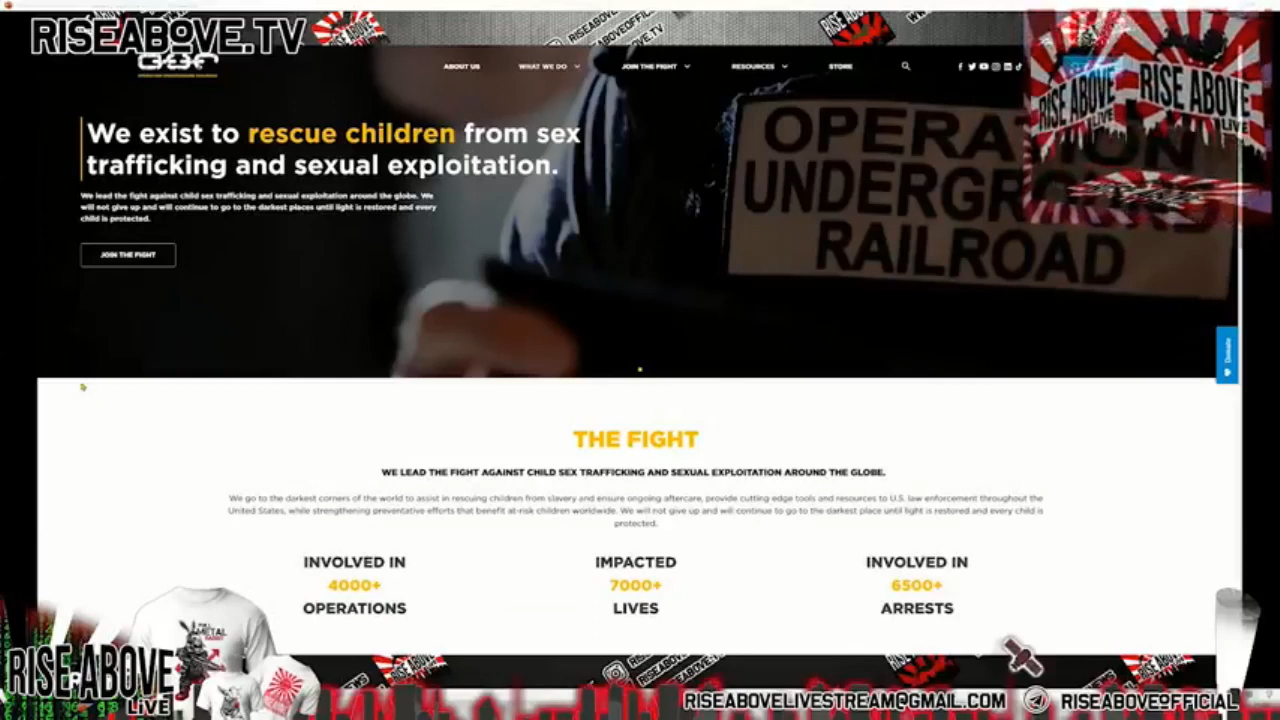 RISEABOVE.TV
RISEABOVEOFFICIAL
RISEABOVE.TV
RISE ABOVE
O.U.R.
ABOUT US WHAT WE DO JOIN THE FIGHT RESOURCES STORE
RISE ABOVE LIVE
RISE ABOVE LIVE
We exist to rescue children from sex
trafficking and sexual exploitation.
We lead the fight against child sex trafficking and sexual exploitation around the globe. We
will not give up and will continue to go to the darkest places until light is restored and every
child is protected.
JOIN THE FIGHT
OPERATION
UNDERGROUND
RAILROAD
Donate
THE FIGHT
WE LEAD THE FIGHT AGAINST CHILD SEX TRAFFICKING AND SEXUAL EXPLOITATION AROUND THE GLOBE.
We go to the darkest corners of the world to assist in rescuing children from slavery and ensure ongoing aftercare, provide cutting edge tools and resources to U.S. law enforcement throughout the
United States, while strengthening preventative efforts that benefit at-risk children worldwide. We will not give up and will continue to go to the darkest place until light is restored and every child is
protected.
INVOLVED IN IMPACTED INVOLVED IN
4000+ 7000+ 6500+
OPERATIONS LIVES ARRESTS
METAL
RISE ABOVE
LIVE
RISEABOVELIVESTREAM@GMAIL.COM RISEABOVEOFFICIAL